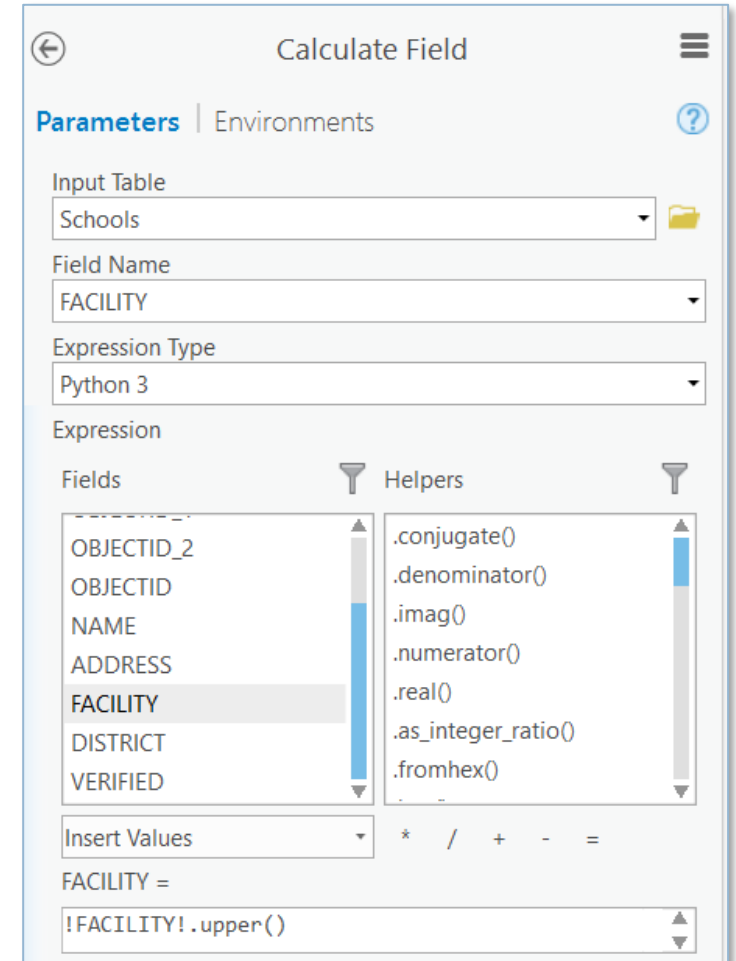 Calculate Field
Parameters | Environments
Input Table
Schools
Field Name
FACILITY
Expression Type
Python 3
Expression
Fields
Helpers
OBJECTID_2
OBJECTID
NAME
ADDRESS
FACILITY
DISTRICT
VERIFIED
.conjugate()
.denominator()
.imag()
.numerator()
.real()
.as_integer_ratio()
.fromhex()
Insert Values
* / + - =
FACILITY =
!FACILITY!.upper()